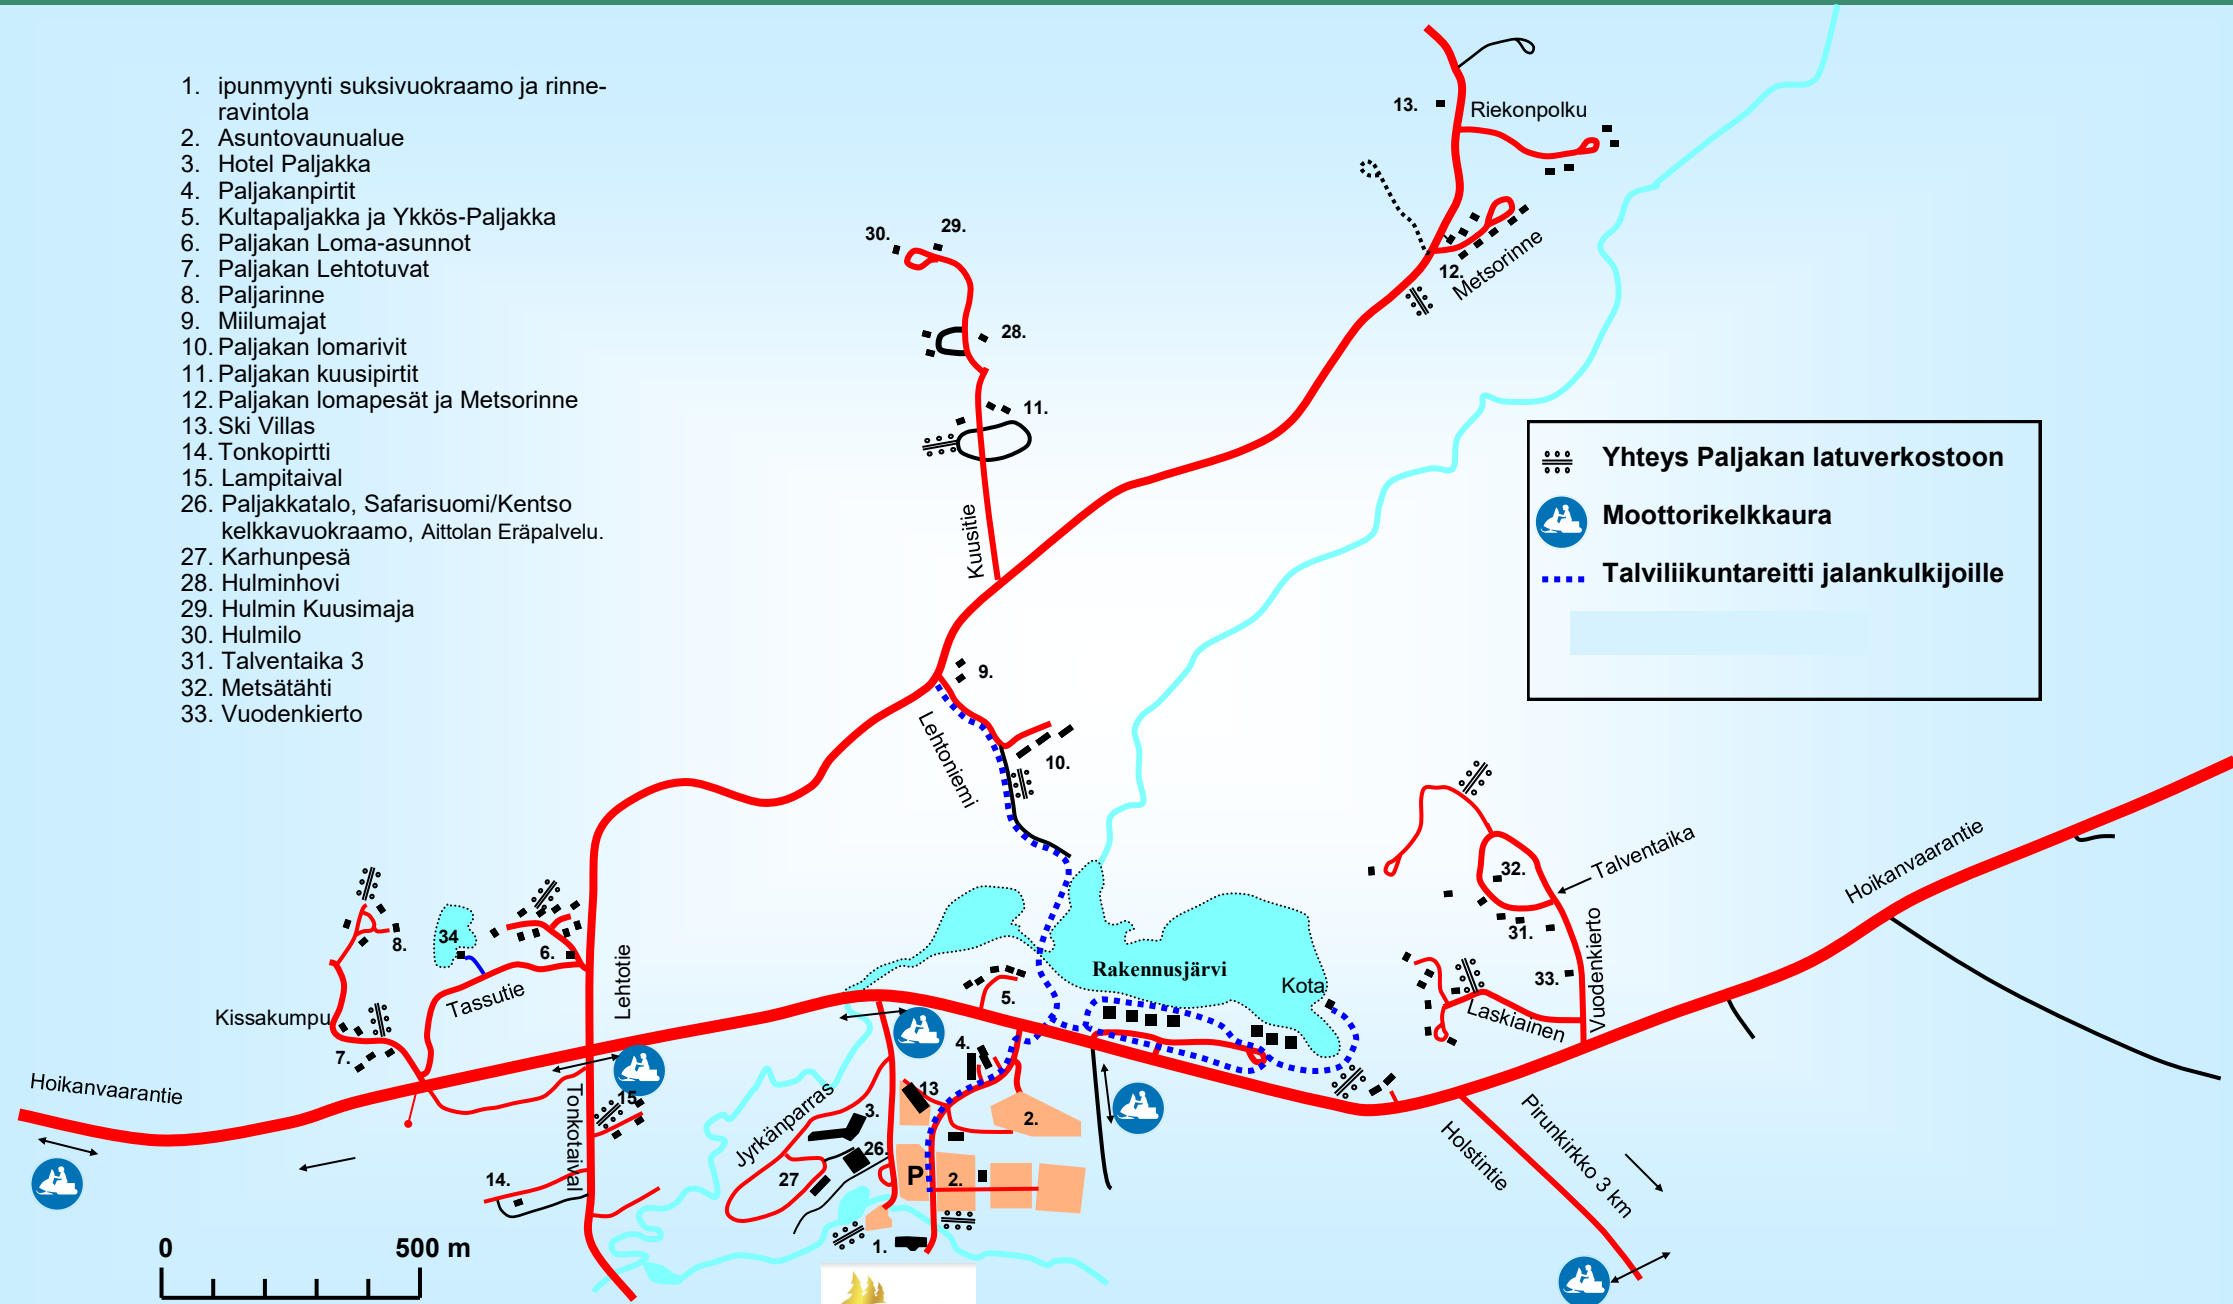 1. ipunmyynti suksivuokraamo ja rinne-
ravintola
2. Asuntovaunualue
3. Hotel Paljakka
4. Paljakanpirtit
5. Kultapaljakka ja Ykkös-Paljakka
6. Paljakan Loma-asunnot
7. Paljakan Lehtotuvat
8. Paljarinne
9. Miilumajat
10. Paljakan lomarivit
11. Paljakan kuusipirtit
12. Paljakan lomapesät ja Metsorinne
13. Ski Villas
14. Tonkopirtti
15. Lampitaival
26. Paljakkatalo, Safarisuomi/Kentso
kelkkavuokraamo, Aittolan Eräpalvelu.
27. Karhunpesä
28. Hulminhovi
29. Hulmin Kuusimaja
30. Hulmilo
31. Talventaika 3
32. Metsätähti
33. Vuodenkierto
13.
Riekonpolku
12.
Metsorinne
30.
29.
28.
11.
Kuusitie
Yhteys Paljakan latuverkostoon
Moottorikelkkaura
Talviliikuntareitti jalankulkijoille
9.
Lehtoniemi
10.
Talventaika
32.
31.
33.
Vuodenkierto
Laskiainen
Hoikanvaarantie
8.
34
6.
Tassutie
Lehtotie
Kissakumpu
7.
Rakennusjärvi
Kota
5.
4.
13
2.
3.
26.
27
P
2.
1.
Jyrkänparras
15.
Tonkotaival
14.
Hoikanvaarantie
Holstintie
Pirunkirkko 3 km
0
500 m